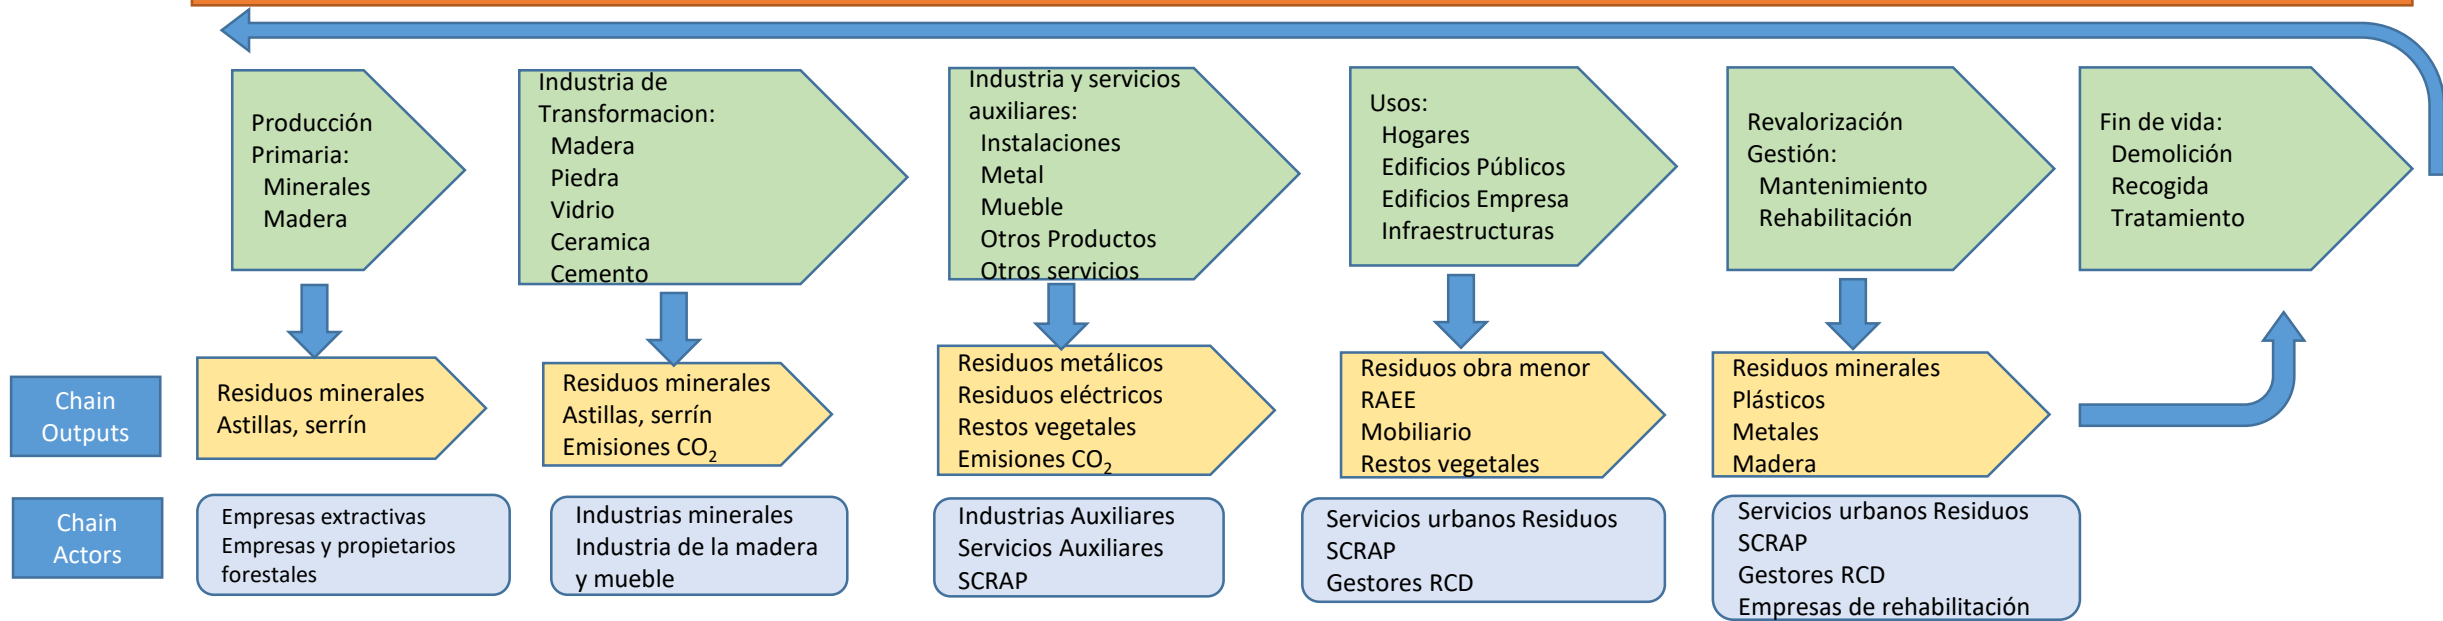 Producción
Primaria:
Minerales
Madera
Industria de
Transformacion:
Madera
Piedra
Vidrio
Ceramica
Cemento
Industria y servicios
auxiliares:
Instalaciones
Metal
Mueble
Otros Productos
Otros servicios
Usos:
Hogares
Edificios Públicos
Edificios Empresa
Infraestructuras
Revalorización
Gestión:
Mantenimiento
Rehabilitación
Fin de vida:
Demolición
Recogida
Tratamiento
Chain
Outputs
Residuos minerales
Astillas, serrín
Residuos minerales
Astillas, serrín
Emisiones CO₂
Residuos metálicos
Residuos eléctricos
Restos vegetales
Emisiones CO₂
Residuos obra menor
RAEE
Mobiliario
Restos vegetales
Residuos minerales
Plásticos
Metales
Madera
Chain
Actors
Empresas extractivas
Empresas y propietarios
forestales
Industrias minerales
Industria de la madera
y mueble
Industrias Auxiliares
Servicios Auxiliares
SCRAP
Servicios urbanos Residuos
SCRAP
Gestores RCD
Servicios urbanos Residuos
SCRAP
Gestores RCD
Empresas de rehabilitación